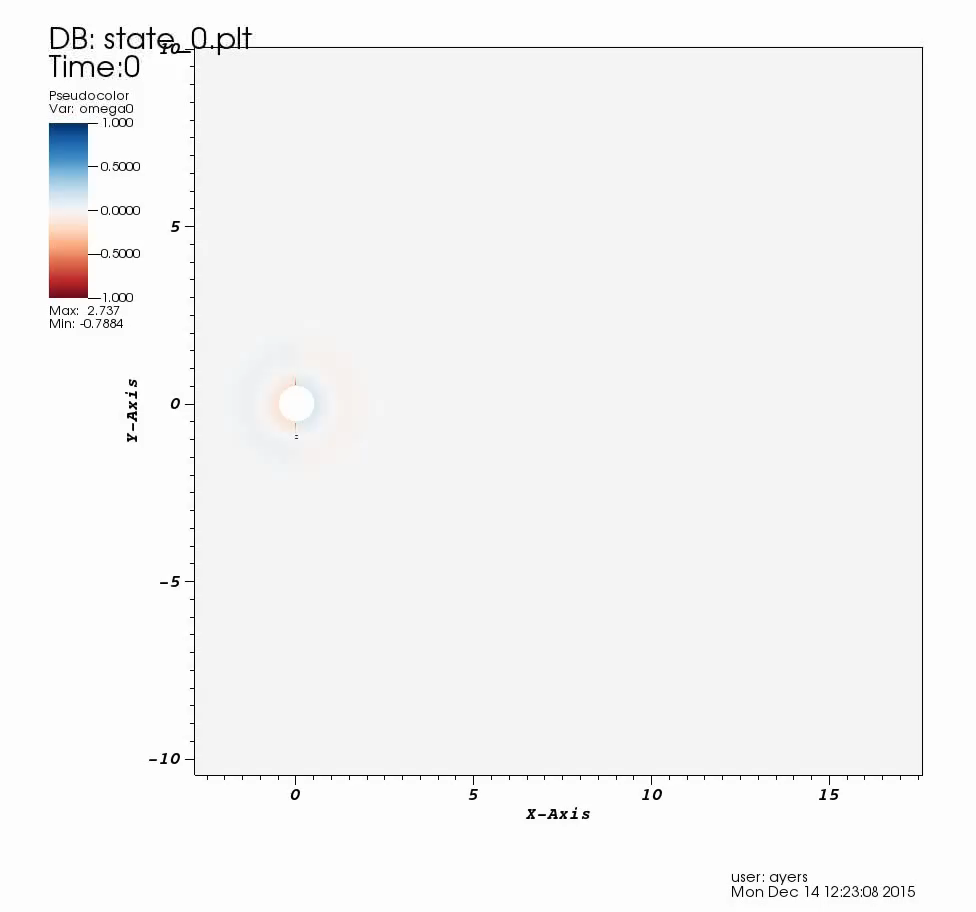 DB: state_0.plt
Time:0
Pseudocolor
Var: omega0
1.000
0.5000
0.0000
-0.5000
-1.000
Max: 2.737
Min: -0.7884
10
5
0
-5
-10
Y-Axis
0
5
10
15
X-Axis
user: ayers
Mon Dec 14 12:23:08 2015